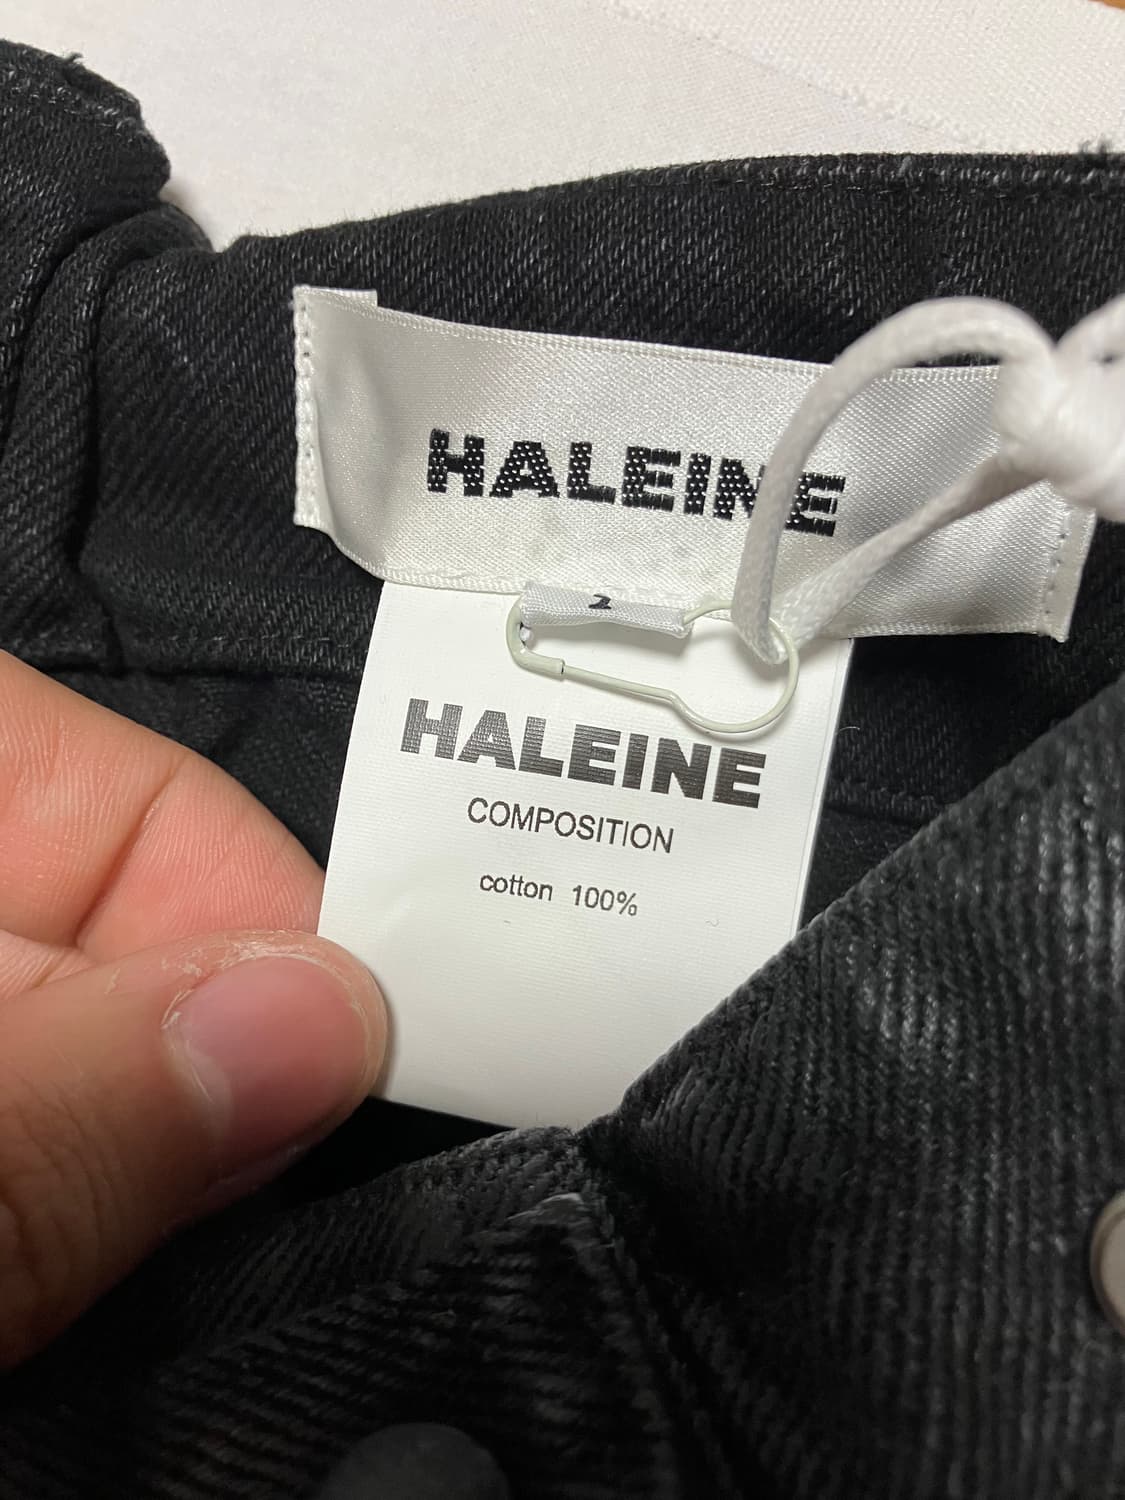 HALEINE
2
HALEINE
COMPOSITION
cotton 100%